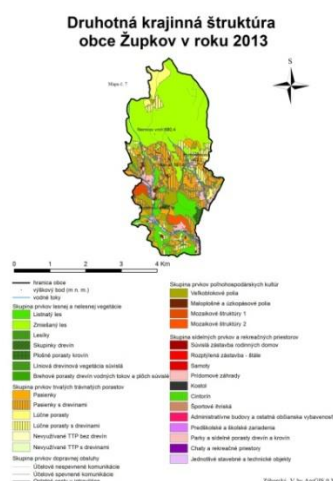 Druhotná krajinná štruktúra
obce Župkov v roku 2013
Mapa č. 7
S
0 1 2 4 Km
hranica obce
výškový bod (m n. m.)
vodné toky
Skupina prvkov lesnej a nelesnej vegetácie
Listnatý les
Zmiešaný les
Lesíky
Skupinky drevín
Plošné porasty krovín
Líniová drevinová vegetácia súvislá
Brehové porasty drevín vodných tokov a plôch súvislé
Skupina prvkov trvalých trávnatých porastov
Pasienky
Pasienky s drevinami
Lúčne porasty
Lúčne porasty s drevinami
Nevyužívané TTP bez drevín
Nevyužívané TTP s drevinami
Skupina prvkov dopravnej obsluhy
Účelové nespevnené komunikácie
Účelové spevnené komunikácie
Skupina prvkov poľnohospodárskych kultúr
Veľkoblokové polia
Maloplošné a úzkopásové polia
Mozaikové štruktúry 1
Mozaikové štruktúry 2
Skupina sídelných prvkov a rekreačných priestorov
Súvislá zástavba rodinných domov
Rozptýlená zástavba - štále
Samoty
Prídomové záhrady
Kostol
Cintorín
Športové ihriská
Administratívne budovy a ostatná občianska vybavenosť
Predškolské a školské zariadenia
Parky a sídelné porasty drevín a krovín
Chaty a rekreačné priestory
Jednotlivé stavebné a technické objekty